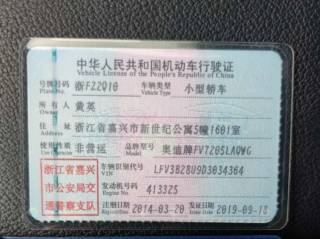 中华人民共和国机动车行驶证
Vehicle License of the People's Republic of China
号牌号码 浙FZ2Q10 车辆类型 小型轿车
Plate No. Vehicle Type
所有人 黄英
Owner
住址 浙江省嘉兴市新世纪公寓5幢1601室
Address
使用性质 非营运 品牌型号 奥迪牌FV7205LAQWG
Use Character Model
浙江省嘉
兴市公安局交
通警察支队
车辆识别代号 LFV3B28U9D3034364
VIN
发动机号码 413325
Engine No.
注册日期 2014-03-20 发证日期 2019-09-18
Register Date Issue Date